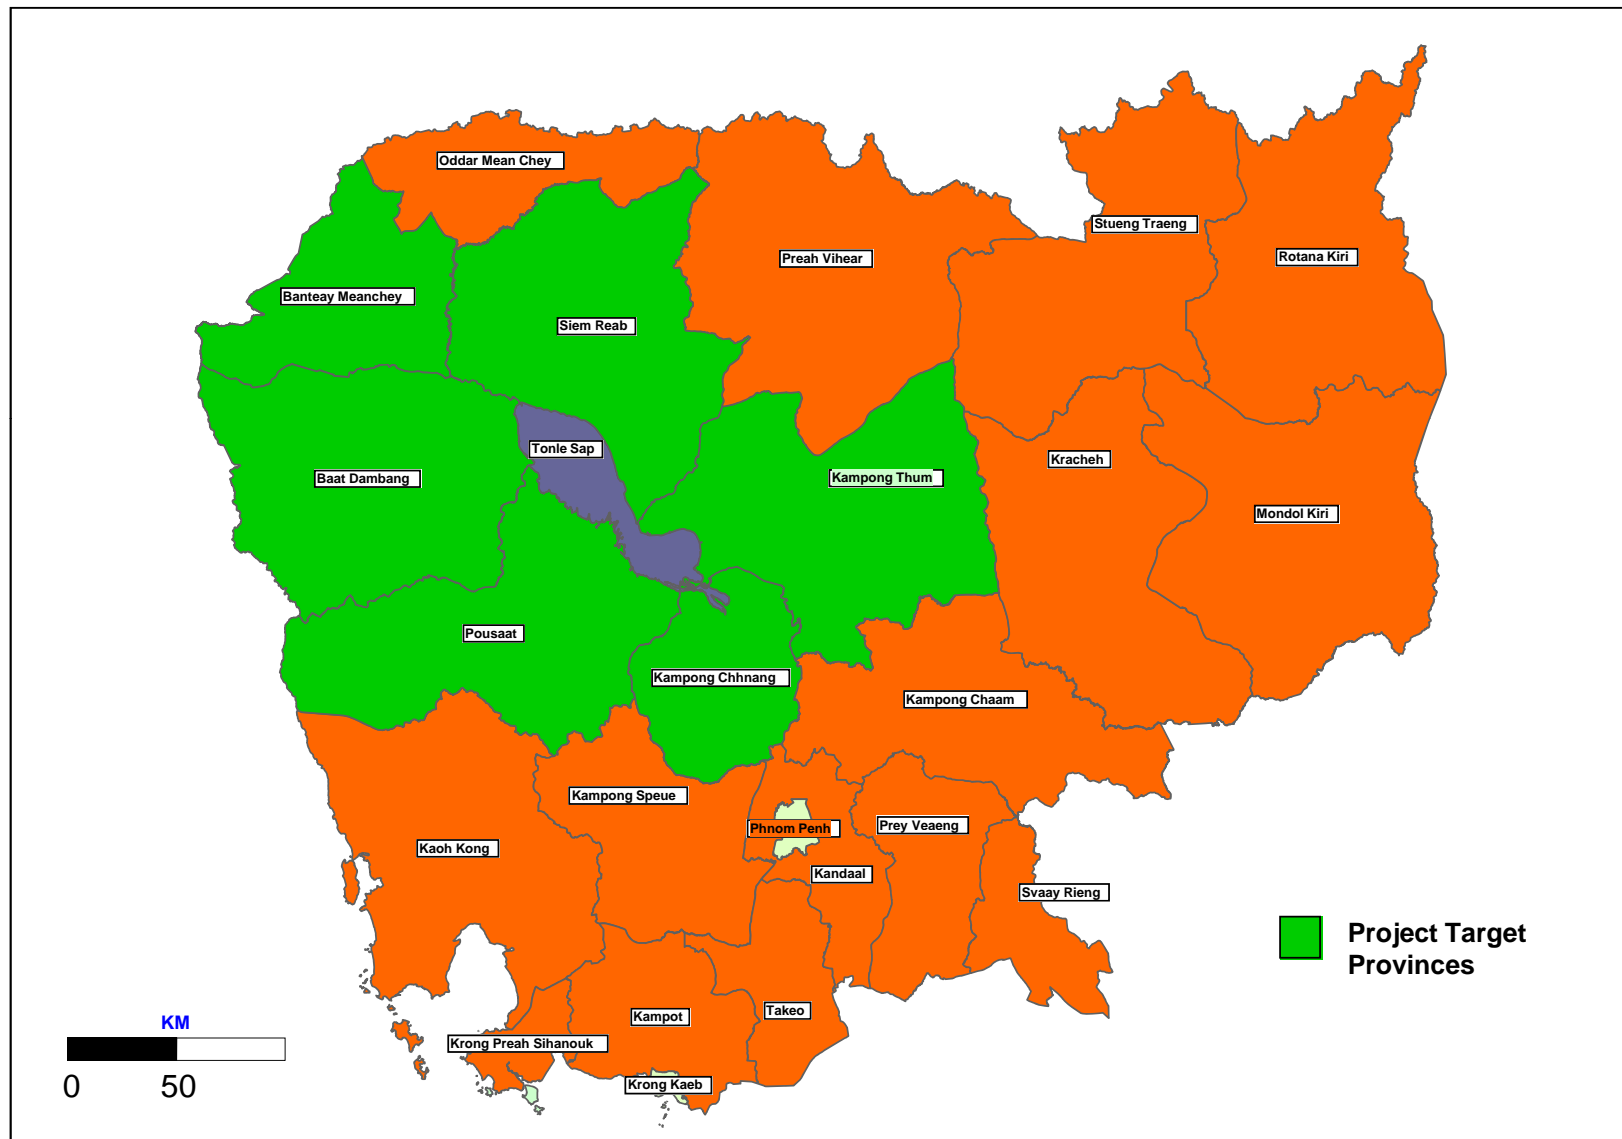 Oddar Mean Chey
Stueng Traeng
Preah Vihear
Rotana Kiri
Banteay Meanchey
Siem Reab
Tonle Sap
Kracheh
Baat Dambang
Kampong Thum
Mondol Kiri
Pousaat
Kampong Chhnang
Kampong Chaam
Kampong Speue
Phnom Penh
Prey Veaeng
Kaoh Kong
Kandaal
Svaay Rieng
Project Target
Provinces
Takeo
Kampot
KM
Krong Preah Sihanouk
Krong Kaeb
0 50